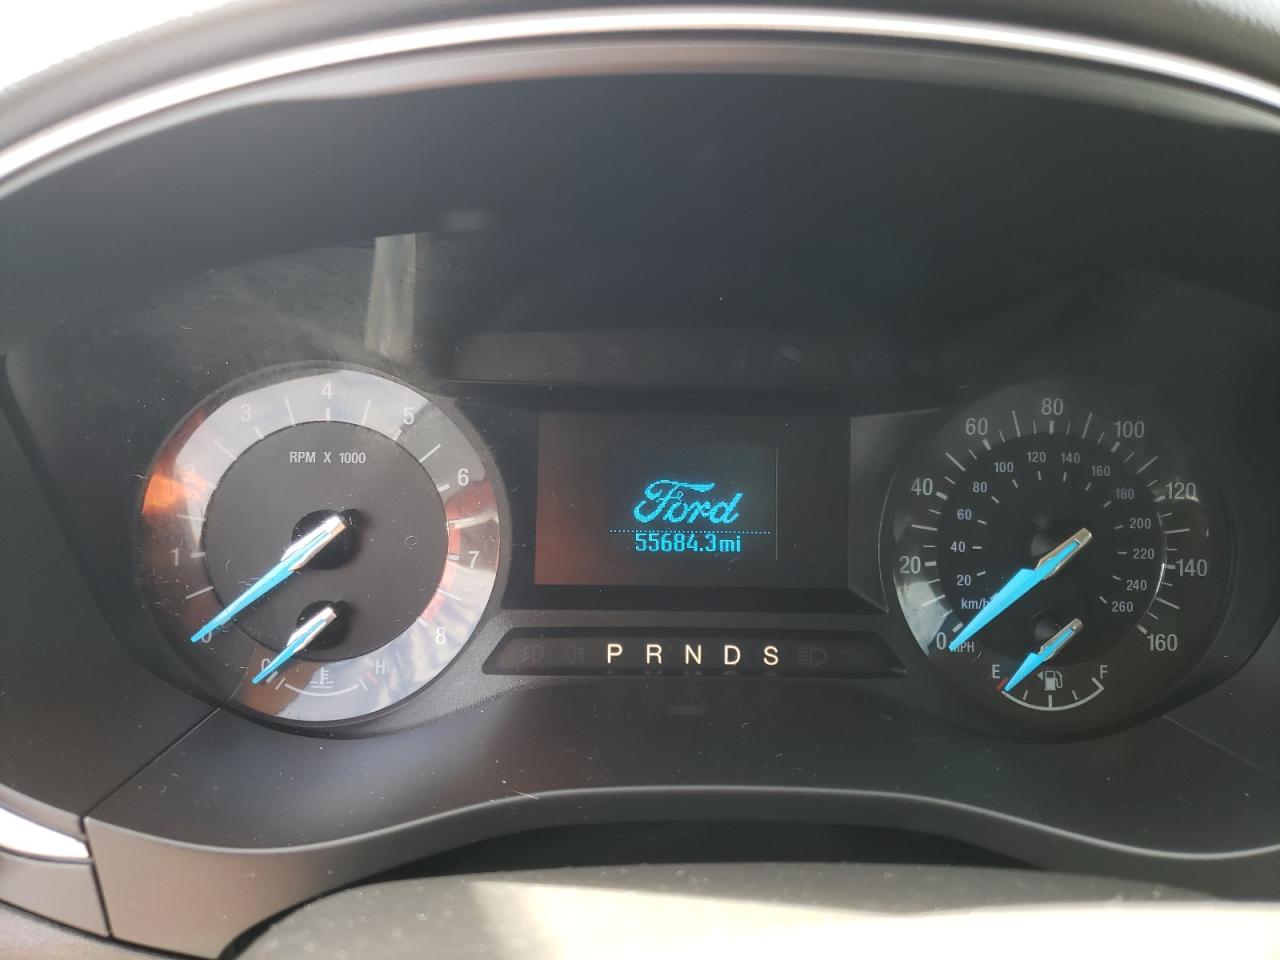 0 1 3 4 5 6 7 8
RPM X 1000
C H
Ford
55684.3mi
P R N D S
0 20 40 60 80 100 120 140 160
MPH
20 40 60 80 100 120 140 160 180 200 220 240 260
km/h
E F